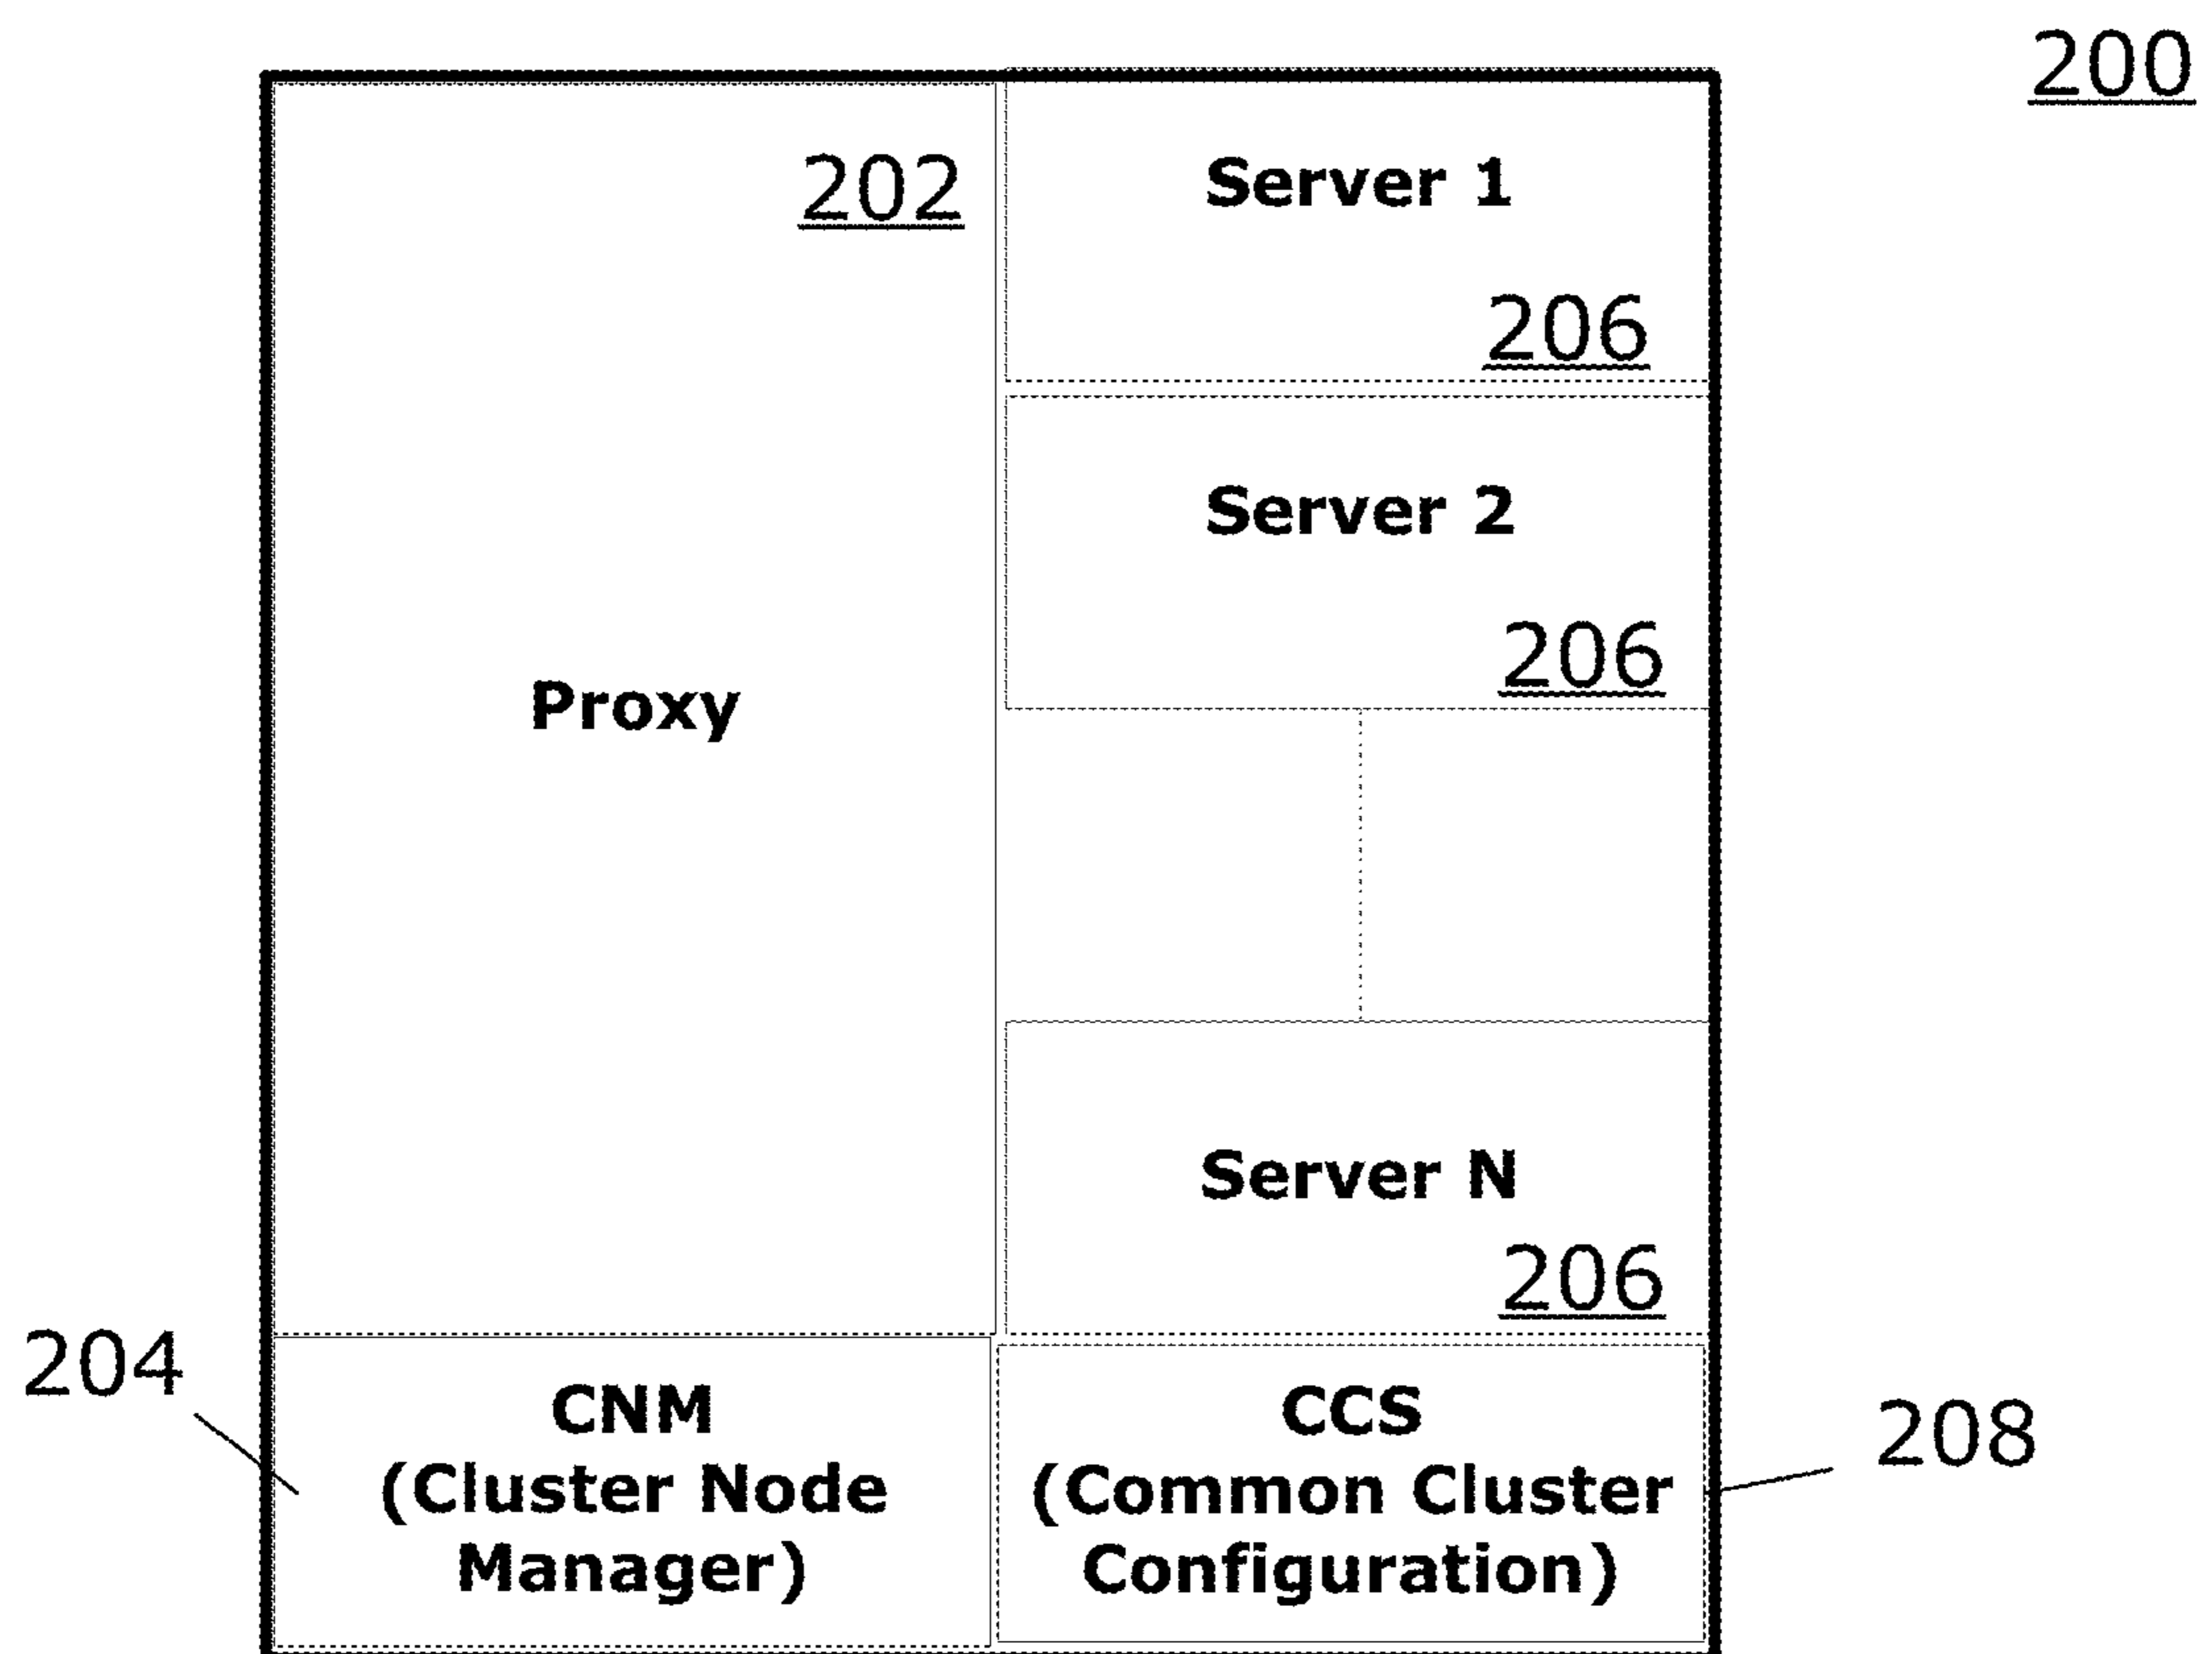 200
202
Server 1
206
Server 2
206
Proxy
Server N
206
204
CNM
(Cluster Node
Manager)
CCS
(Common Cluster
Configuration)
208